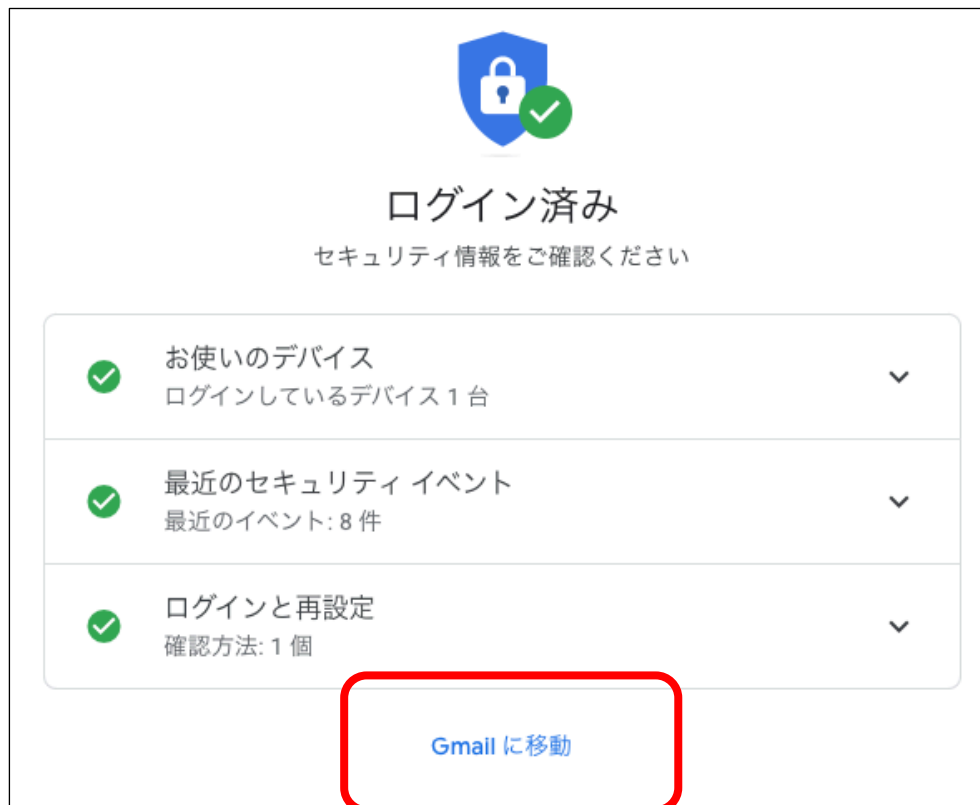 ログイン済み
セキュリティ情報をご確認ください
お使いのデバイス
ログインしているデバイス 1 台
最近のセキュリティ イベント
最近のイベント: 8 件
ログインと再設定
確認方法: 1 個
Gmail に移動